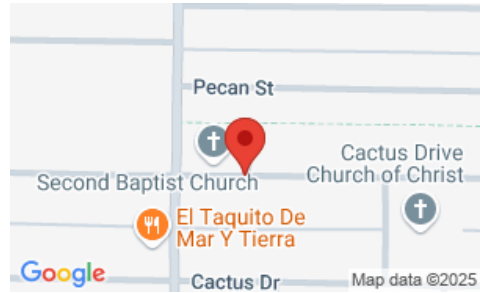 Pecan St
Cactus Drive
Church of Christ
Second Baptist Church
El Taquito De
Mar Y Tierra
Google
Cactus Dr
Map data ©2025